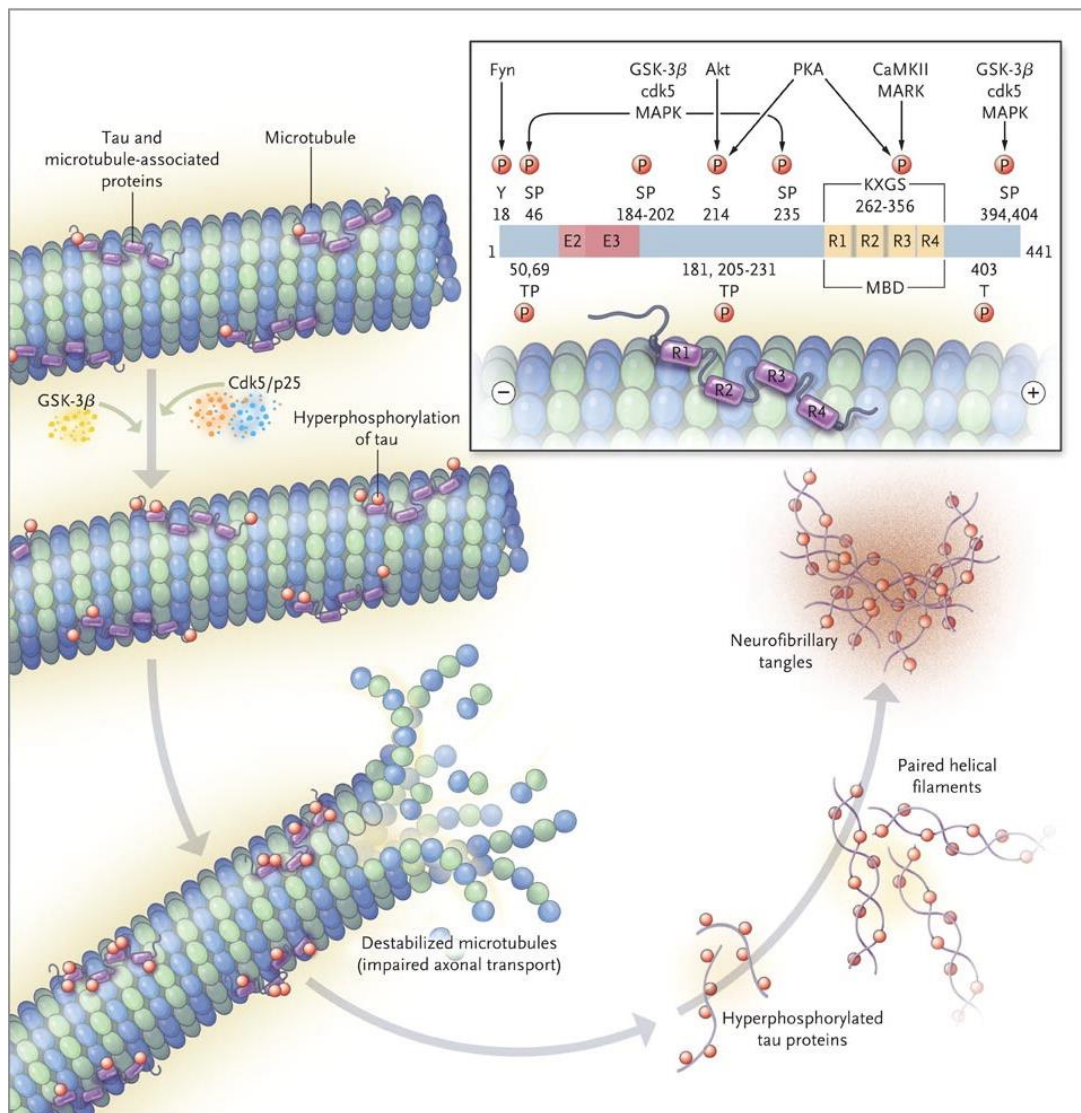 Fyn
GSK-3β
cdk5
MAPK
Akt
PKA
CaMKII
MARK
GSK-3β
cdk5
MAPK
P P P P P P P
Y SP SP S SP KXGS SP
18 46 184-202 214 235 262-356 394,404
1 E2 E3 R1 R2 R3 R4 441
50,69 181, 205-231 MBD 403
TP TP T
P P P
R1
R2
R3
R4
− +
Tau and
microtubule-associated
proteins
Microtubule
GSK-3β
Cdk5/p25
Hyperphosphorylation
of tau
Destabilized microtubules
(impaired axonal transport)
Hyperphosphorylated
tau proteins
Paired helical
filaments
Neurofibrillary
tangles